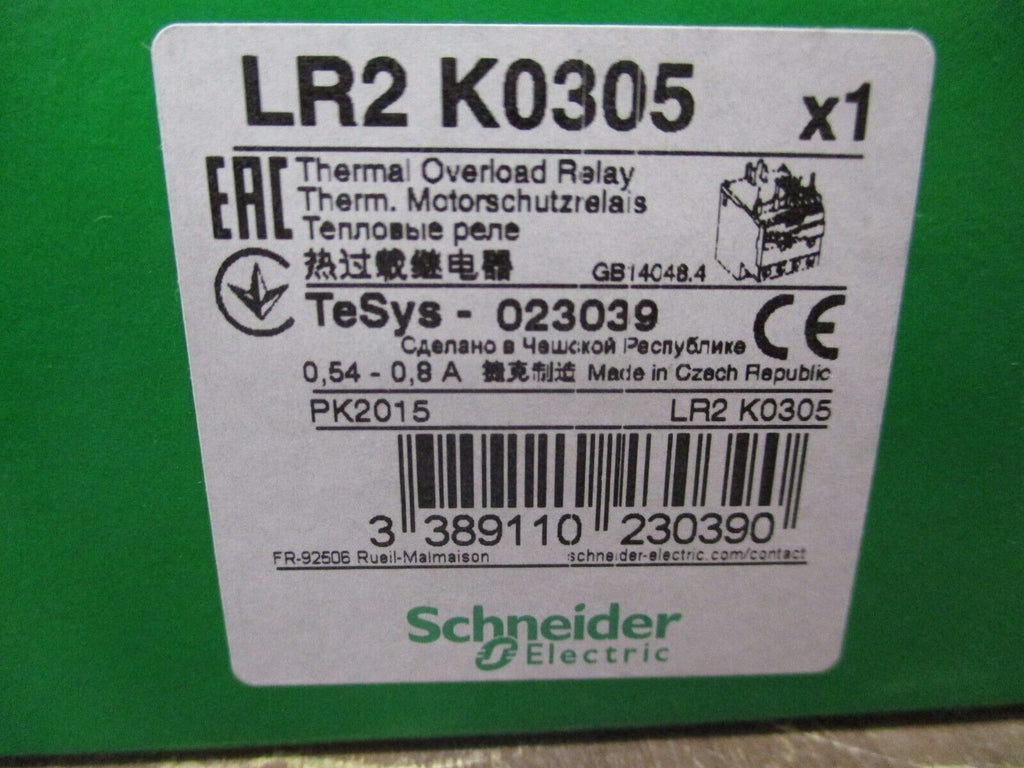 LR2 K0305 x1
EAC Thermal Overload Relay
Therm. Motorschutzrelais
Тепловые реле
热过载继电器 GB14048.4
TeSys - 023039 CE
Сделано в Чешской Республике
0,54 - 0,8 A 捷克制造 Made in Czech Republic
PK2015 LR2 K0305
3 389110 230390
FR-92506 Rueil-Malmaison schneider-electric.com/contact
Schneider
Electric